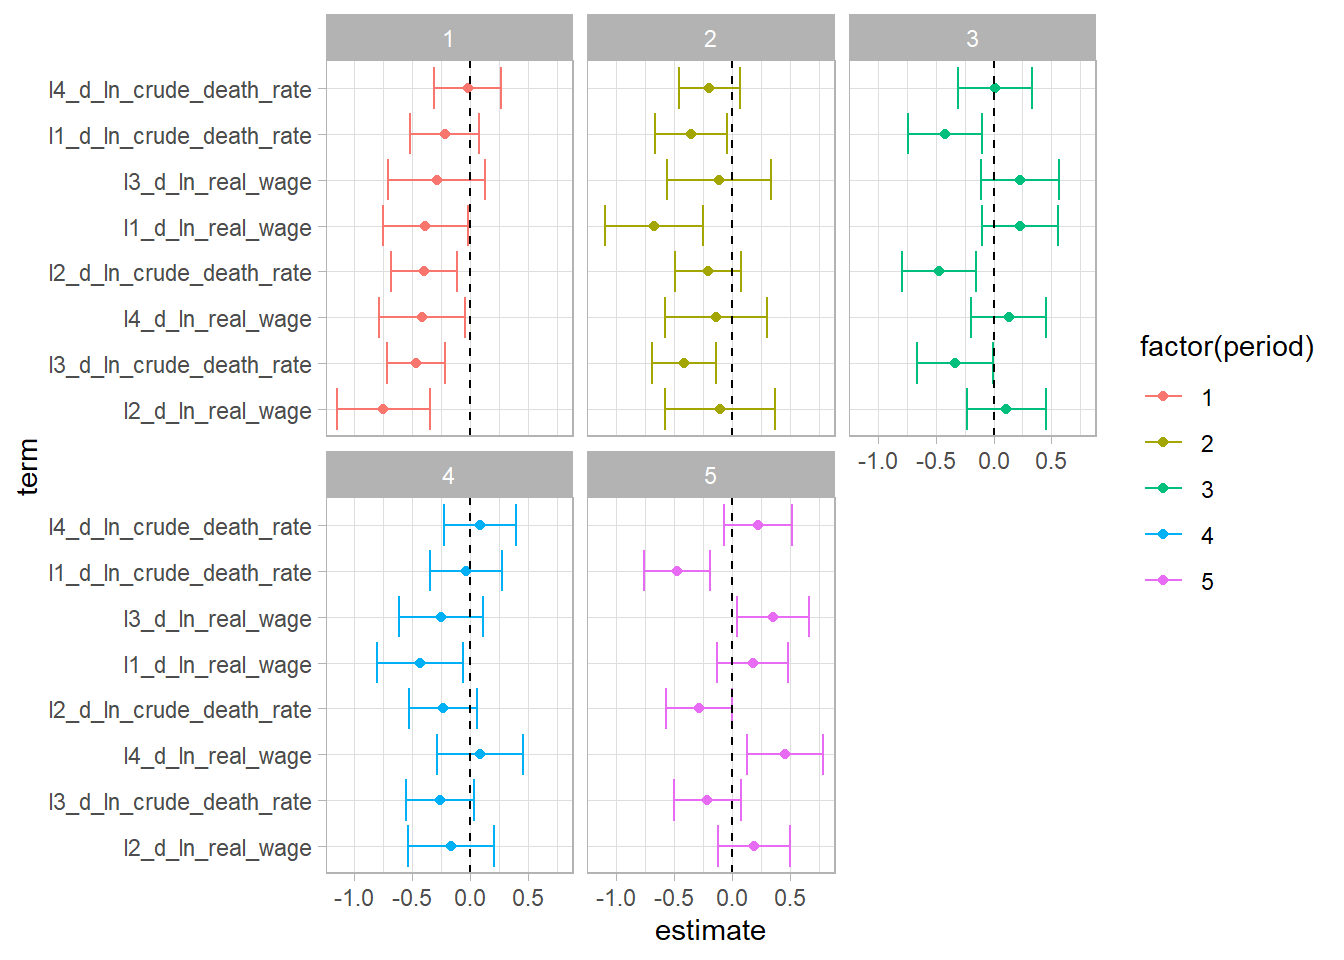 1
2
3
l4_d_ln_crude_death_rate
l1_d_ln_crude_death_rate
l3_d_ln_real_wage
l1_d_ln_real_wage
l2_d_ln_crude_death_rate
l4_d_ln_real_wage
l3_d_ln_crude_death_rate
l2_d_ln_real_wage
-1.0 -0.5 0.0 0.5
term
4
5
l4_d_ln_crude_death_rate
l1_d_ln_crude_death_rate
l3_d_ln_real_wage
l1_d_ln_real_wage
l2_d_ln_crude_death_rate
l4_d_ln_real_wage
l3_d_ln_crude_death_rate
l2_d_ln_real_wage
-1.0 -0.5 0.0 0.5
-1.0 -0.5 0.0 0.5
estimate
factor(period)
1
2
3
4
5